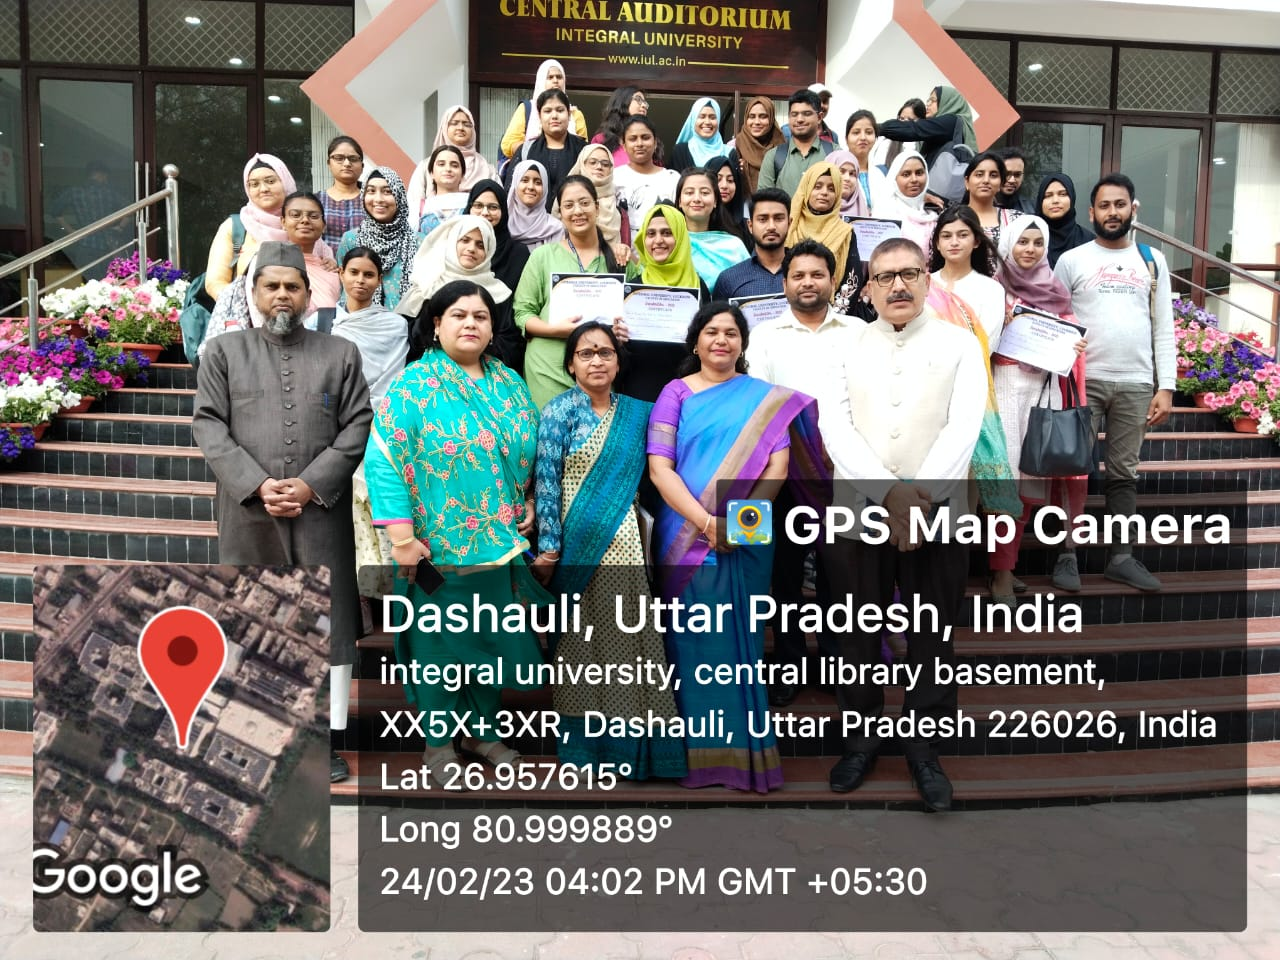 CENTRAL AUDITORIUM
INTEGRAL UNIVERSITY
www.iul.ac.in
CERTIFICATE
CERTIFICATE
GPS Map Camera
Dashauli, Uttar Pradesh, India
integral university, central library basement,
XX5X+3XR, Dashauli, Uttar Pradesh 226026, India
Lat 26.957615°
Long 80.999889°
24/02/23 04:02 PM GMT +05:30
Google